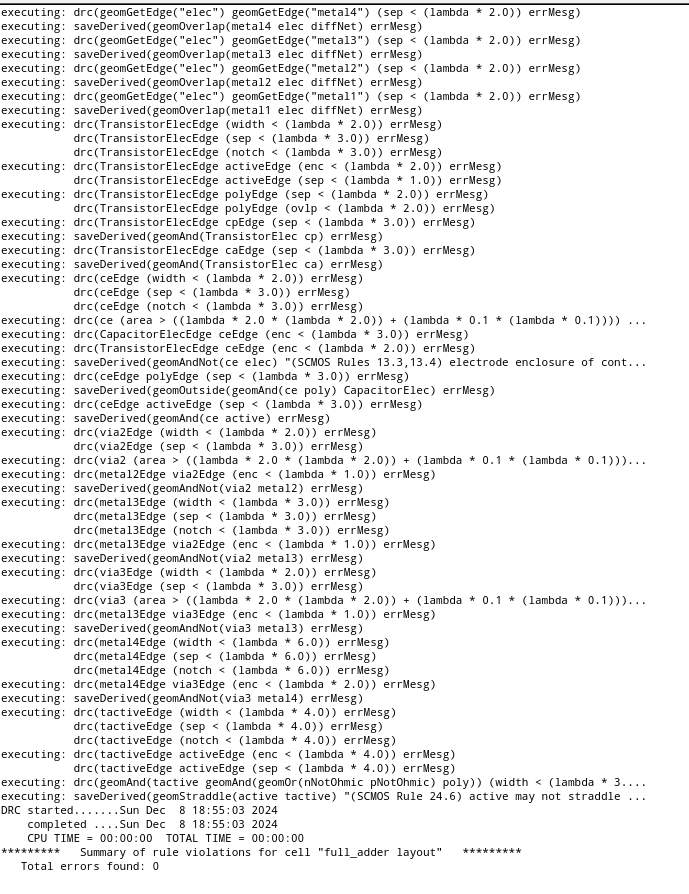 executing: drc(geomGetEdge("elec") geomGetEdge("metal4") (sep < (lambda * 2.0)) errMesg)
executing: saveDerived(geomOverlap(metal4 elec diffNet) errMesg)
executing: drc(geomGetEdge("elec") geomGetEdge("metal3") (sep < (lambda * 2.0)) errMesg)
executing: saveDerived(geomOverlap(metal3 elec diffNet) errMesg)
executing: drc(geomGetEdge("elec") geomGetEdge("metal2") (sep < (lambda * 2.0)) errMesg)
executing: saveDerived(geomOverlap(metal2 elec diffNet) errMesg)
executing: drc(geomGetEdge("elec") geomGetEdge("metal1") (sep < (lambda * 2.0)) errMesg)
executing: saveDerived(geomOverlap(metal1 elec diffNet) errMesg)
executing: drc(TransistorElecEdge (width < (lambda * 2.0)) errMesg)
drc(TransistorElecEdge (sep < (lambda * 3.0)) errMesg)
drc(TransistorElecEdge (notch < (lambda * 3.0)) errMesg)
executing: drc(TransistorElecEdge activeEdge (enc < (lambda * 2.0)) errMesg)
drc(TransistorElecEdge activeEdge (sep < (lambda * 1.0)) errMesg)
executing: drc(TransistorElecEdge polyEdge (sep < (lambda * 2.0)) errMesg)
drc(TransistorElecEdge polyEdge (ovlp < (lambda * 2.0)) errMesg)
executing: drc(TransistorElecEdge cpEdge (sep < (lambda * 3.0)) errMesg)
executing: saveDerived(geomAnd(TransistorElec cp) errMesg)
executing: drc(TransistorElecEdge caEdge (sep < (lambda * 3.0)) errMesg)
executing: saveDerived(geomAnd(TransistorElec ca) errMesg)
executing: drc(ceEdge (width < (lambda * 2.0)) errMesg)
drc(ceEdge (sep < (lambda * 3.0)) errMesg)
drc(ceEdge (notch < (lambda * 3.0)) errMesg)
executing: drc(ce (area > ((lambda * 2.0 * (lambda * 2.0)) + (lambda * 0.1 * (lambda * 0.1)))) ...
executing: drc(CapacitorElecEdge ceEdge (enc < (lambda * 3.0)) errMesg)
executing: drc(TransistorElecEdge ceEdge (enc < (lambda * 2.0)) errMesg)
executing: saveDerived(geomAndNot(ce elec) "(SCMOS Rules 13.3,13.4) electrode enclosure of cont...
executing: drc(ceEdge polyEdge (sep < (lambda * 3.0)) errMesg)
executing: saveDerived(geomOutside(geomAnd(ce poly) CapacitorElec) errMesg)
executing: drc(ceEdge activeEdge (sep < (lambda * 3.0)) errMesg)
executing: saveDerived(geomAnd(ce active) errMesg)
executing: drc(via2Edge (width < (lambda * 2.0)) errMesg)
drc(via2Edge (sep < (lambda * 3.0)) errMesg)
executing: drc(via2 (area > ((lambda * 2.0 * (lambda * 2.0)) + (lambda * 0.1 * (lambda * 0.1)))...
executing: drc(metal2Edge via2Edge (enc < (lambda * 1.0)) errMesg)
executing: saveDerived(geomAndNot(via2 metal2) errMesg)
executing: drc(metal3Edge (width < (lambda * 3.0)) errMesg)
drc(metal3Edge (sep < (lambda * 3.0)) errMesg)
drc(metal3Edge (notch < (lambda * 3.0)) errMesg)
executing: drc(metal3Edge via2Edge (enc < (lambda * 1.0)) errMesg)
executing: saveDerived(geomAndNot(via2 metal3) errMesg)
executing: drc(via3Edge (width < (lambda * 2.0)) errMesg)
drc(via3Edge (sep < (lambda * 3.0)) errMesg)
executing: drc(via3 (area > ((lambda * 2.0 * (lambda * 2.0)) + (lambda * 0.1 * (lambda * 0.1)))...
executing: drc(metal3Edge via3Edge (enc < (lambda * 1.0)) errMesg)
executing: saveDerived(geomAndNot(via3 metal3) errMesg)
executing: drc(metal4Edge (width < (lambda * 6.0)) errMesg)
drc(metal4Edge (sep < (lambda * 6.0)) errMesg)
drc(metal4Edge (notch < (lambda * 6.0)) errMesg)
executing: drc(metal4Edge via3Edge (enc < (lambda * 2.0)) errMesg)
executing: saveDerived(geomAndNot(via3 metal4) errMesg)
executing: drc(tactiveEdge (width < (lambda * 4.0)) errMesg)
drc(tactiveEdge (sep < (lambda * 4.0)) errMesg)
drc(tactiveEdge (notch < (lambda * 4.0)) errMesg)
executing: drc(tactiveEdge activeEdge (enc < (lambda * 4.0)) errMesg)
drc(tactiveEdge activeEdge (sep < (lambda * 4.0)) errMesg)
executing: drc(geomAnd(tactive geomAnd(geomOr(nNotOhmic pNotOhmic) poly)) (width < (lambda * 3....
executing: saveDerived(geomStraddle(active tactive) "(SCMOS Rule 24.6) active may not straddle ...
DRC started.......Sun Dec  8 18:55:03 2024
completed ....Sun Dec  8 18:55:03 2024
CPU TIME = 00:00:00  TOTAL TIME = 00:00:00
*********   Summary of rule violations for cell "full_adder layout"   *********
Total errors found: 0